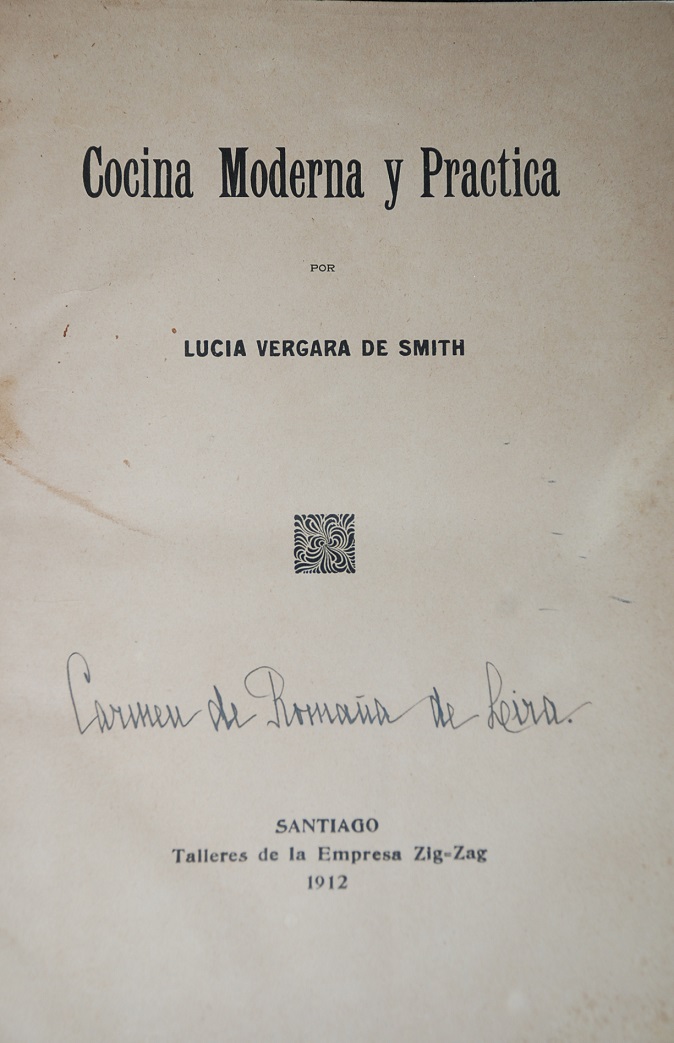 Cocina Moderna y Practica
POR
LUCIA VERGARA DE SMITH
Carmen de Romaña de Leira.
SANTIAGO
Talleres de la Empresa Zig-Zag
1912